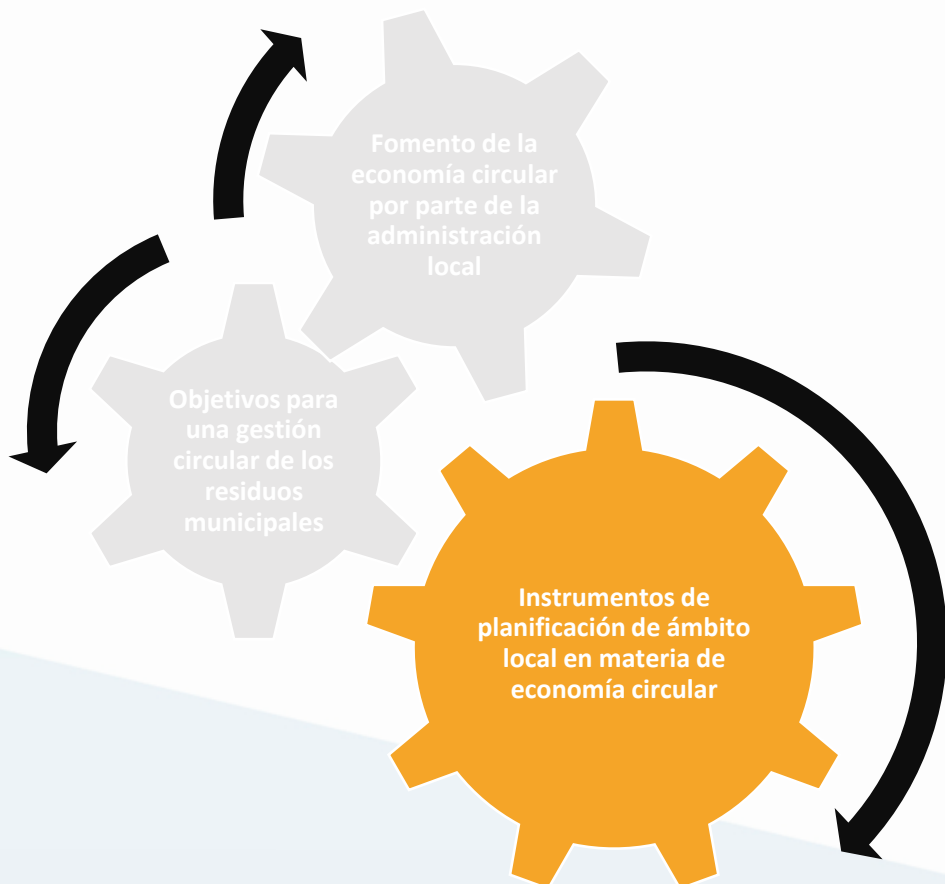 Fomento de la
economía circular
por parte de la
administración
local
Objetivos para
una gestión
circular de los
residuos
municipales
Instrumentos de
planificación de ámbito
local en materia de
economía circular